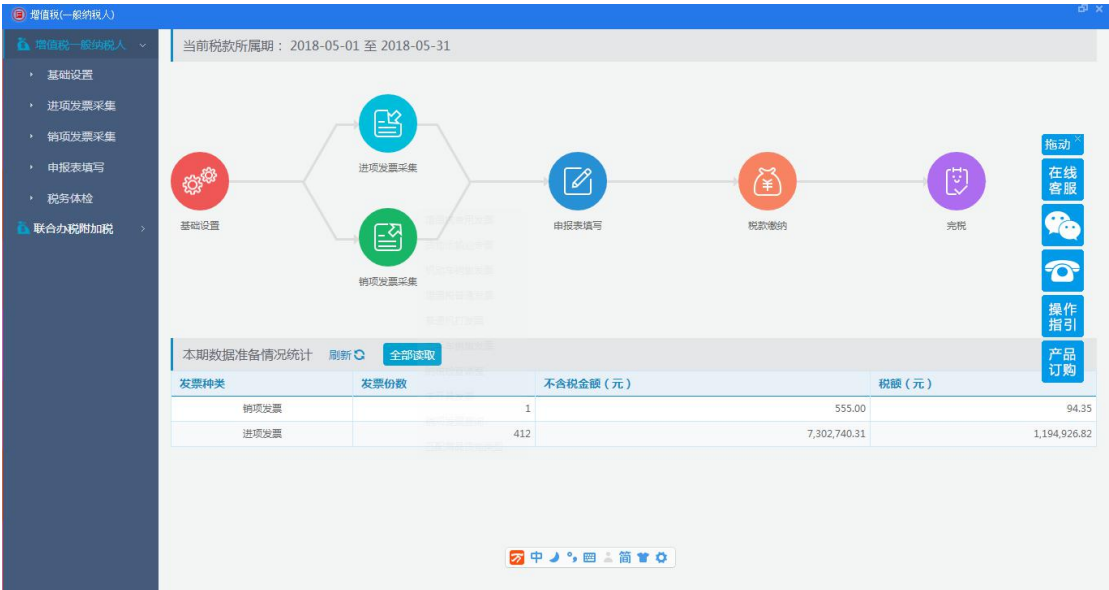 增值税(一般纳税人)
增值税一般纳税人
基础设置
进项发票采集
销项发票采集
申报表填写
税务体检
联合办税附加税
当前税款所属期： 2018-05-01 至 2018-05-31
进项发票采集
基础设置
申报表填写
税款缴纳
完税
销项发票采集
拖动
在线
客服
操作
指引
产品
订购
本期数据准备情况统计 刷新 全部读取
发票种类 发票份数 不含税金额（元） 税额（元）
销项发票 1 555.00 94.35
进项发票 412 7,302,740.31 1,194,926.82
中 简